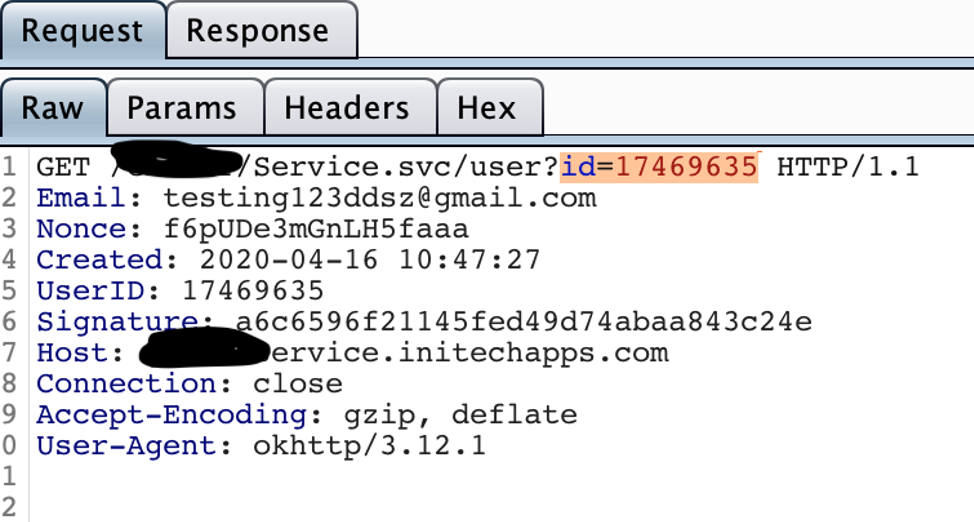 Request Response
Raw Params Headers Hex
1 GET /Service.svc/user?id=17469635 HTTP/1.1
2 Email: testing123ddsz@gmail.com
3 Nonce: f6pUDe3mGnLH5faaa
4 Created: 2020-04-16 10:47:27
5 UserID: 17469635
6 Signature: a6c6596f21145fed49d74abaa843c24e
7 Host: ervice.initechapps.com
8 Connection: close
9 Accept-Encoding: gzip, deflate
0 User-Agent: okhttp/3.12.1
1
2